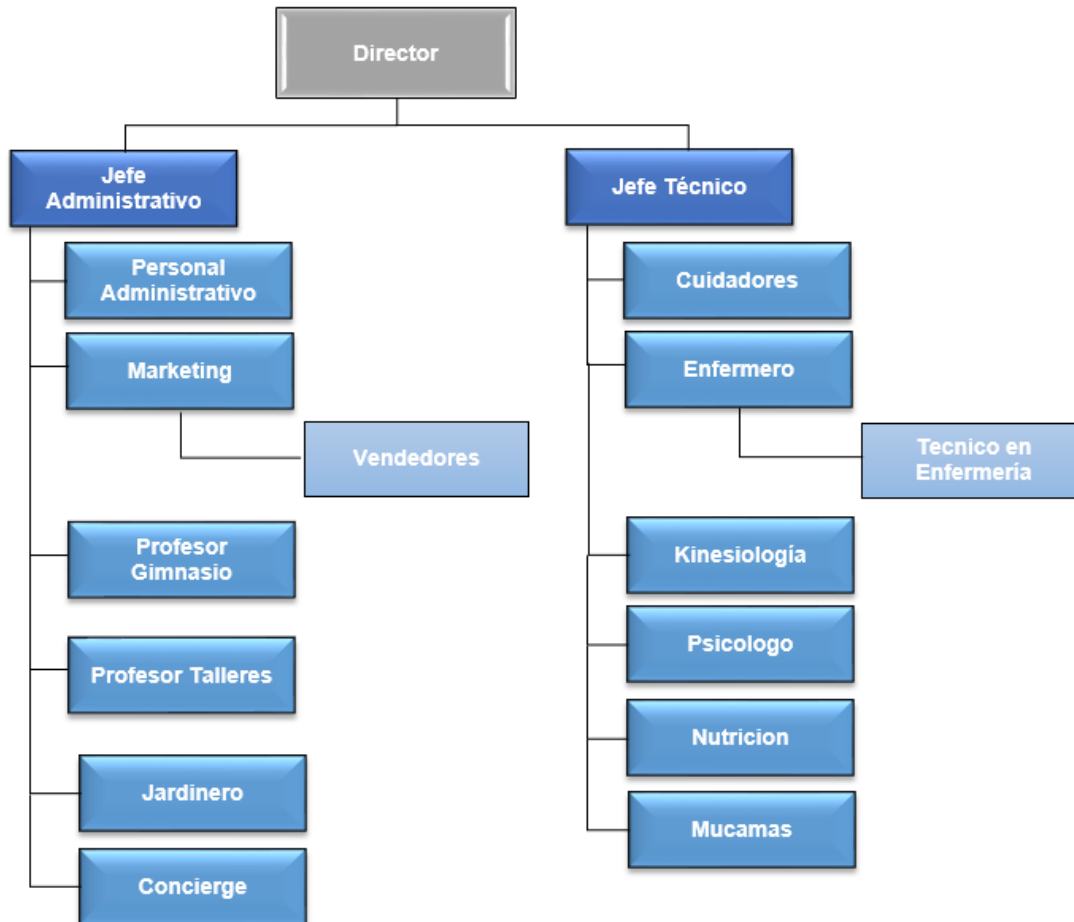 Director
Jefe
Administrativo
Personal
Administrativo
Marketing
Vendedores
Profesor
Gimnasio
Profesor Talleres
Jardinero
Concierge
Jefe Técnico
Cuidadores
Enfermero
Tecnico en
Enfermería
Kinesiología
Psicologo
Nutricion
Mucamas